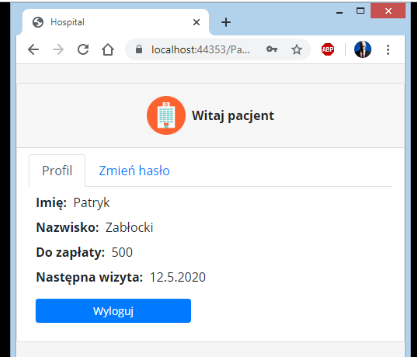 Hospital
localhost:44353/Pa...
ABP
Witaj pacjent
Profil
Zmień hasło
Imię: Patryk
Nazwisko: Zabłocki
Do zapłaty: 500
Następna wizyta: 12.5.2020
Wyloguj